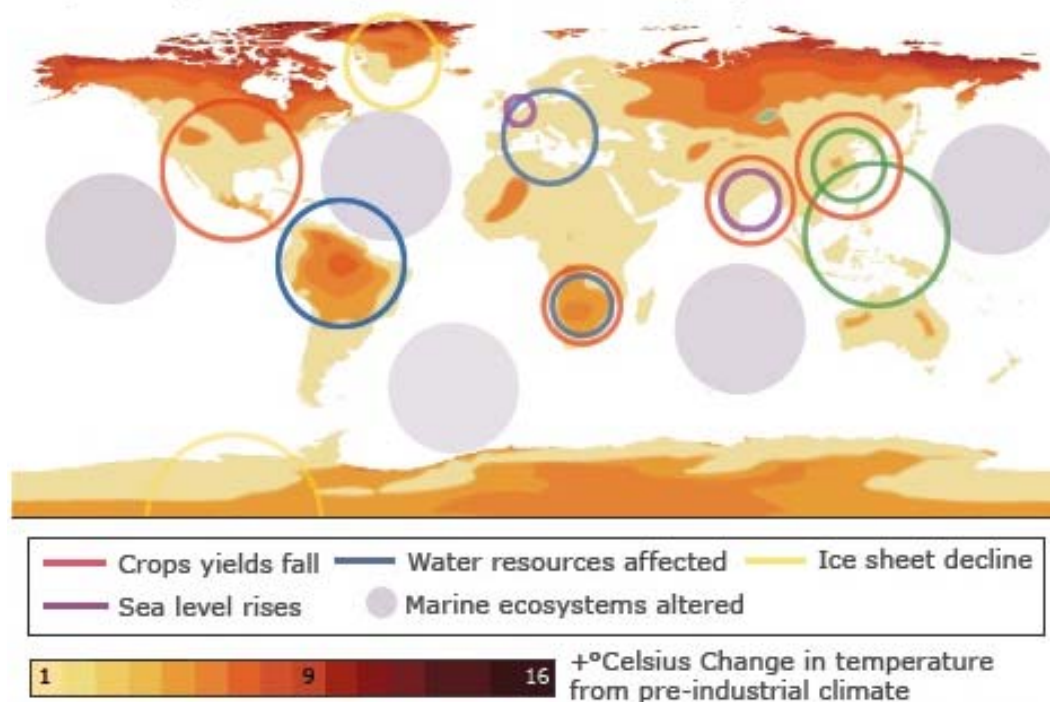 Crops yields fall
Water resources affected
Ice sheet decline
Sea level rises
Marine ecosystems altered
1 9 16
+°Celsius Change in temperature
from pre-industrial climate